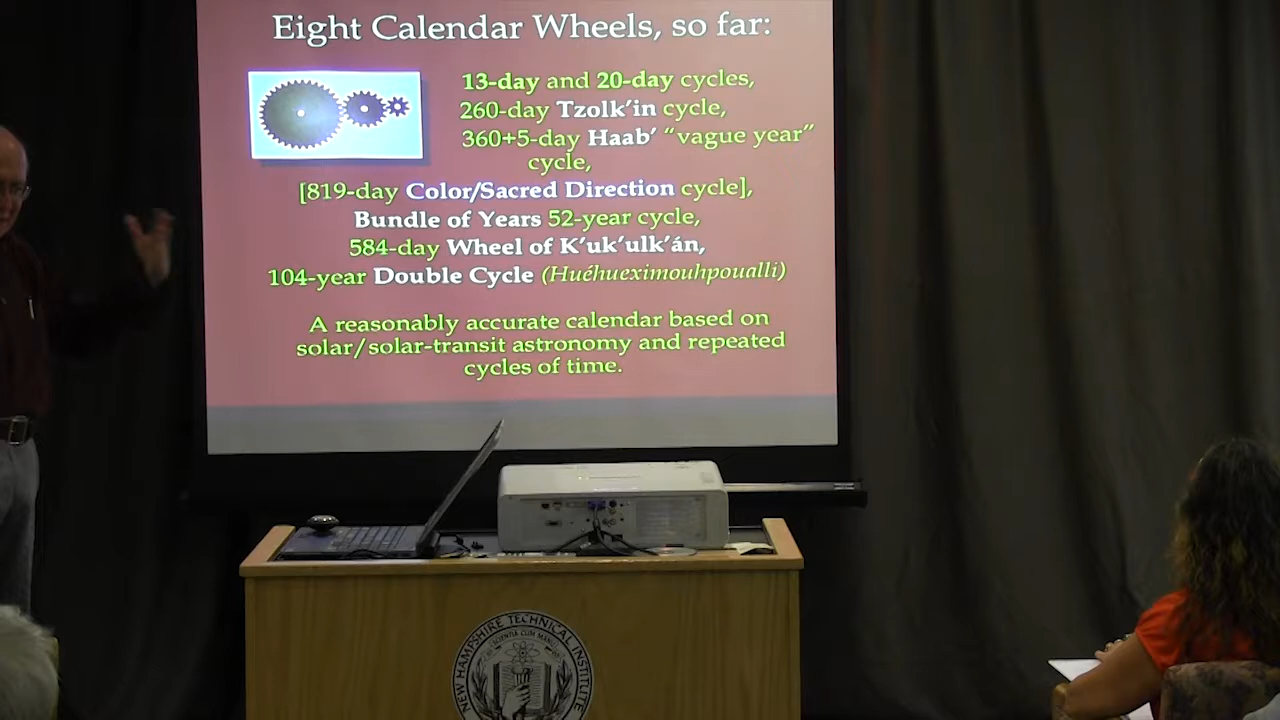 Eight Calendar Wheels, so far:
13-day and 20-day cycles,
260-day Tzolk’in cycle,
360+5-day Haab’ “vague year”
cycle,
[819-day Color/Sacred Direction cycle],
Bundle of Years 52-year cycle,
584-day Wheel of K’uk’ulk’án,
104-year Double Cycle (Huéhueximouhpoualli)
A reasonably accurate calendar based on
solar/solar-transit astronomy and repeated
cycles of time.
NEW HAMPSHIRE TECHNICAL INSTITUTE
SCIENTIA CUM MANU